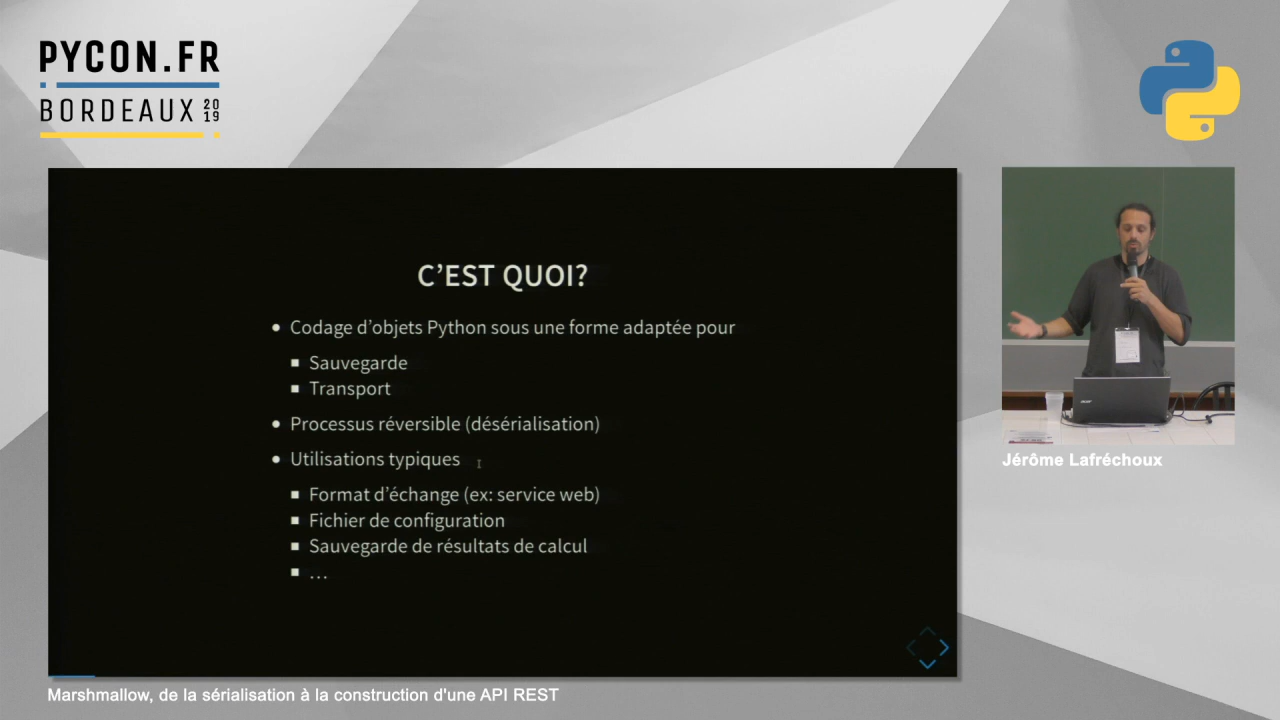 PYCON.FR
BORDEAUX 2019
C'EST QUOI?
• Codage d'objets Python sous une forme adaptée pour
▪ Sauvegarde
▪ Transport
• Processus réversible (désérialisation)
• Utilisations typiques
▪ Format d'échange (ex: service web)
▪ Fichier de configuration
▪ Sauvegarde de résultats de calcul
▪ ...
acer
Jérôme Lafréchoux
Marshmallow, de la sérialisation à la construction d'une API REST